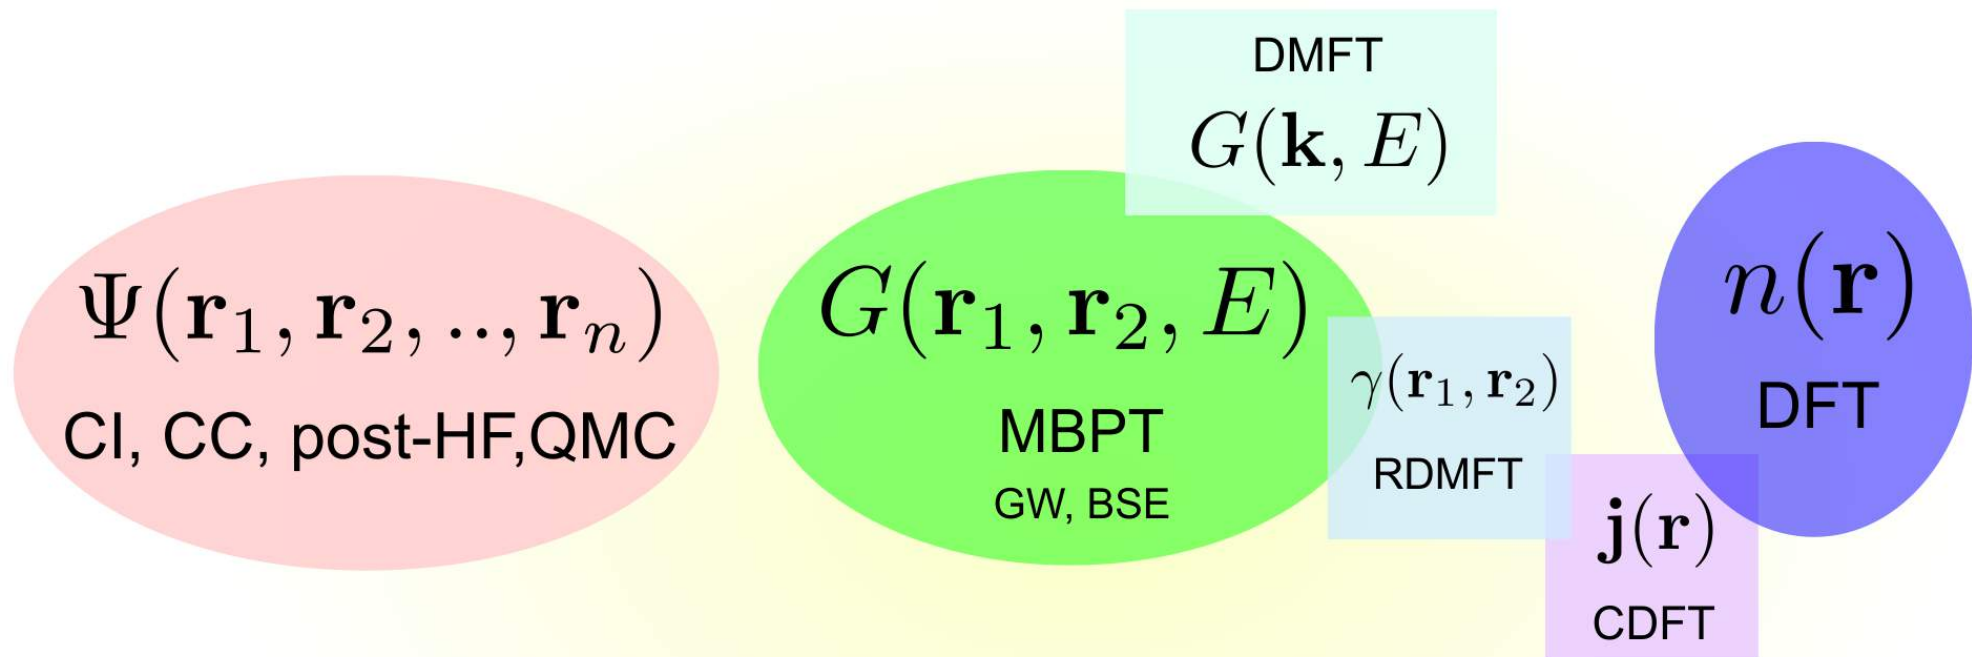 Ψ(r₁, r₂, .., rₙ)
CI, CC, post-HF,QMC
G(r₁, r₂, E)
MBPT
GW, BSE
DMFT
G(k, E)
γ(r₁, r₂)
RDMFT
j(r)
CDFT
n(r)
DFT